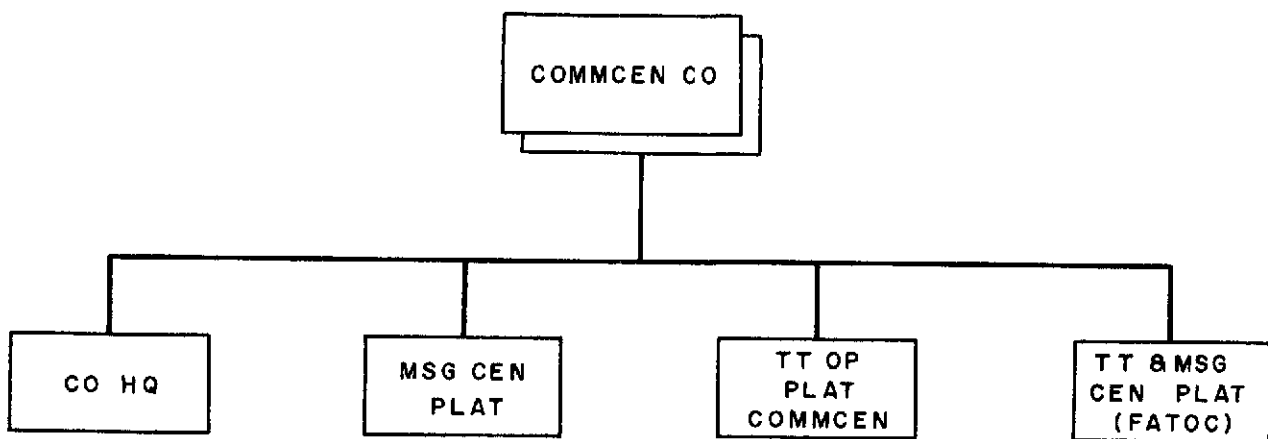 COMMCEN CO
CO HQ
MSG CEN
PLAT
TT OP
PLAT
COMMCEN
TT & MSG
CEN PLAT
(FATOC)